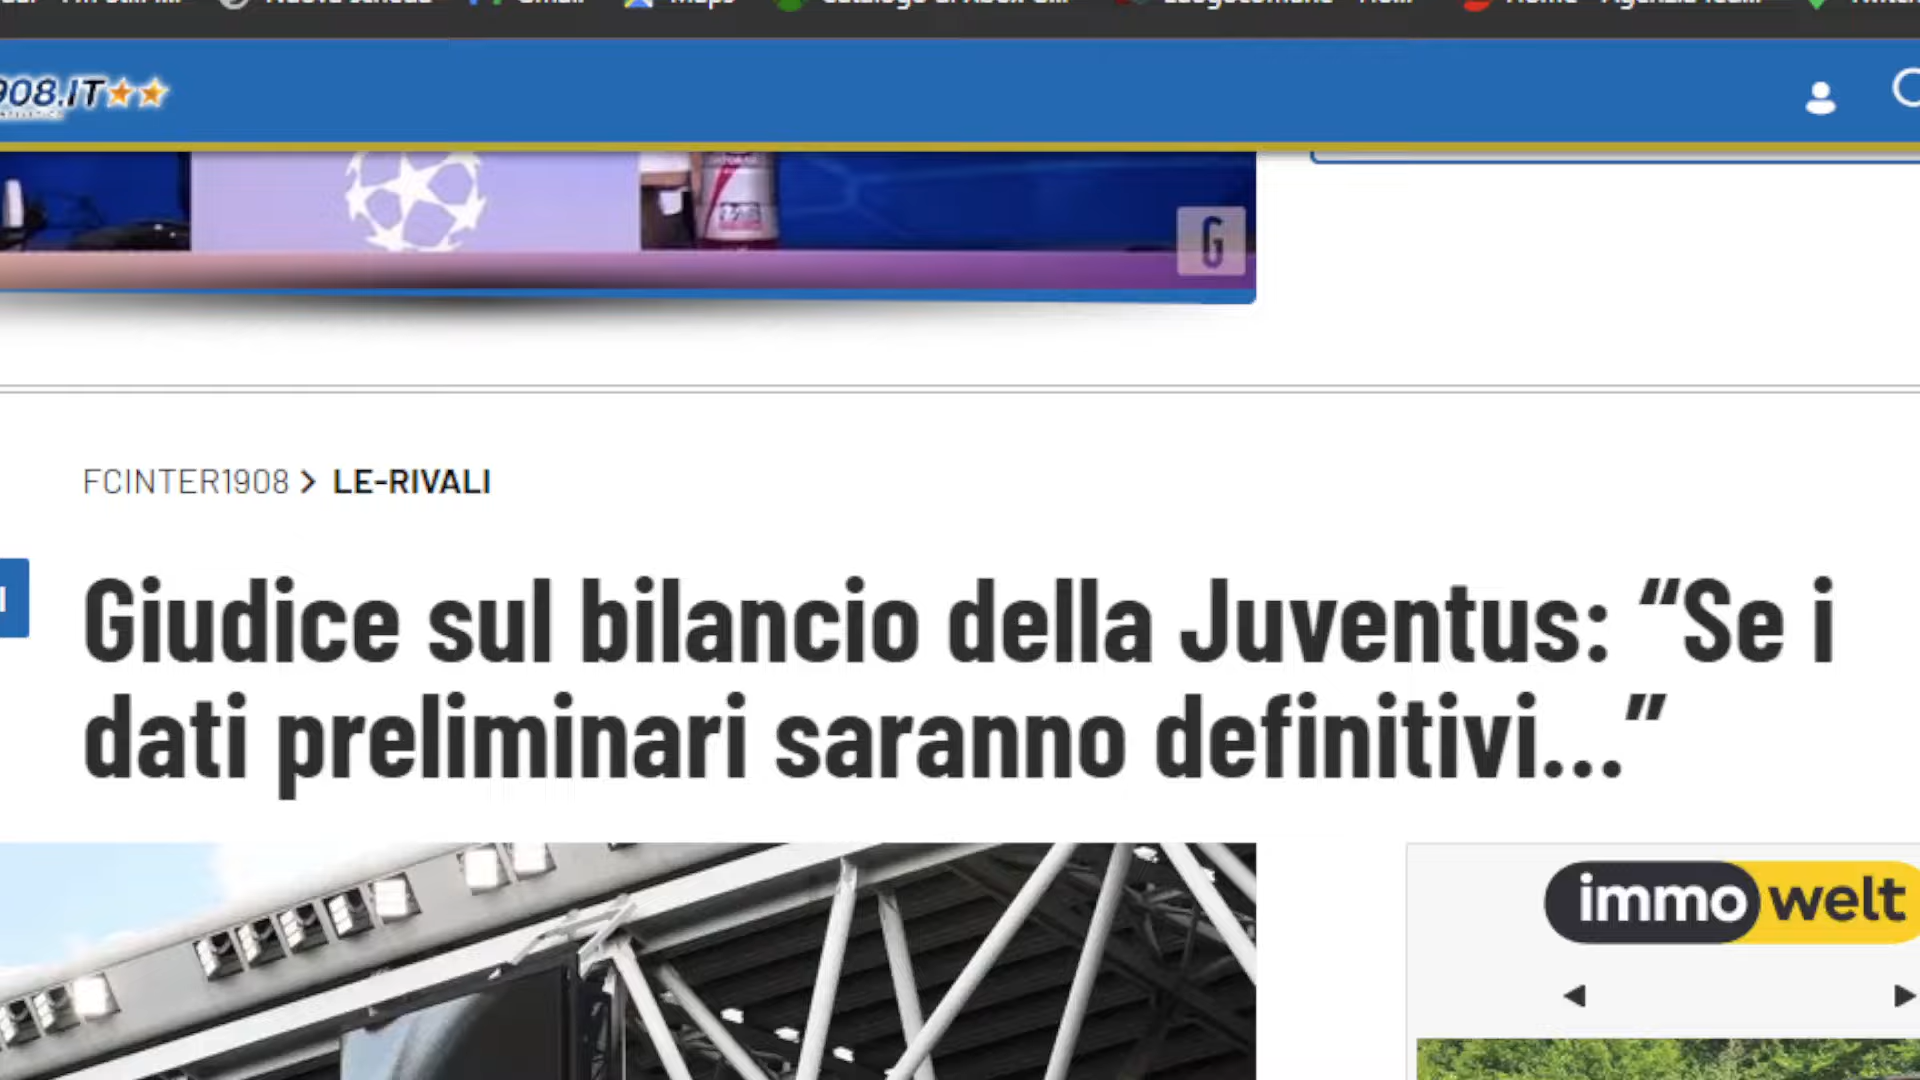 908.IT
G
FCINTER1908 > LE-RIVALI
Giudice sul bilancio della Juventus: “Se i
dati preliminari saranno definitivi...”
immowelt